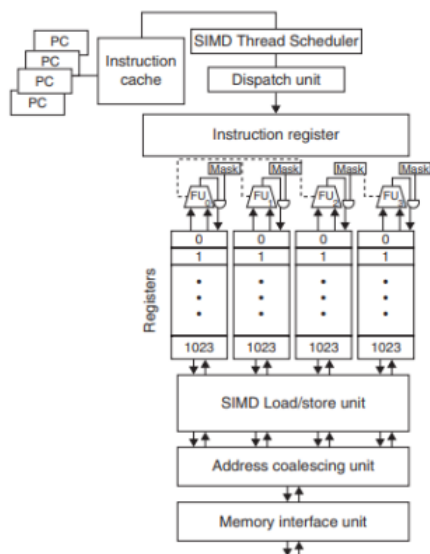 PC
PC
PC
PC
Instruction
cache
SIMD Thread Scheduler
Dispatch unit
Instruction register
Mask Mask Mask Mask
FU0 FU1 FU2 FU3
0 0 0 0
1 1 1 1
Registers
1023 1023 1023 1023
SIMD Load/store unit
Address coalescing unit
Memory interface unit